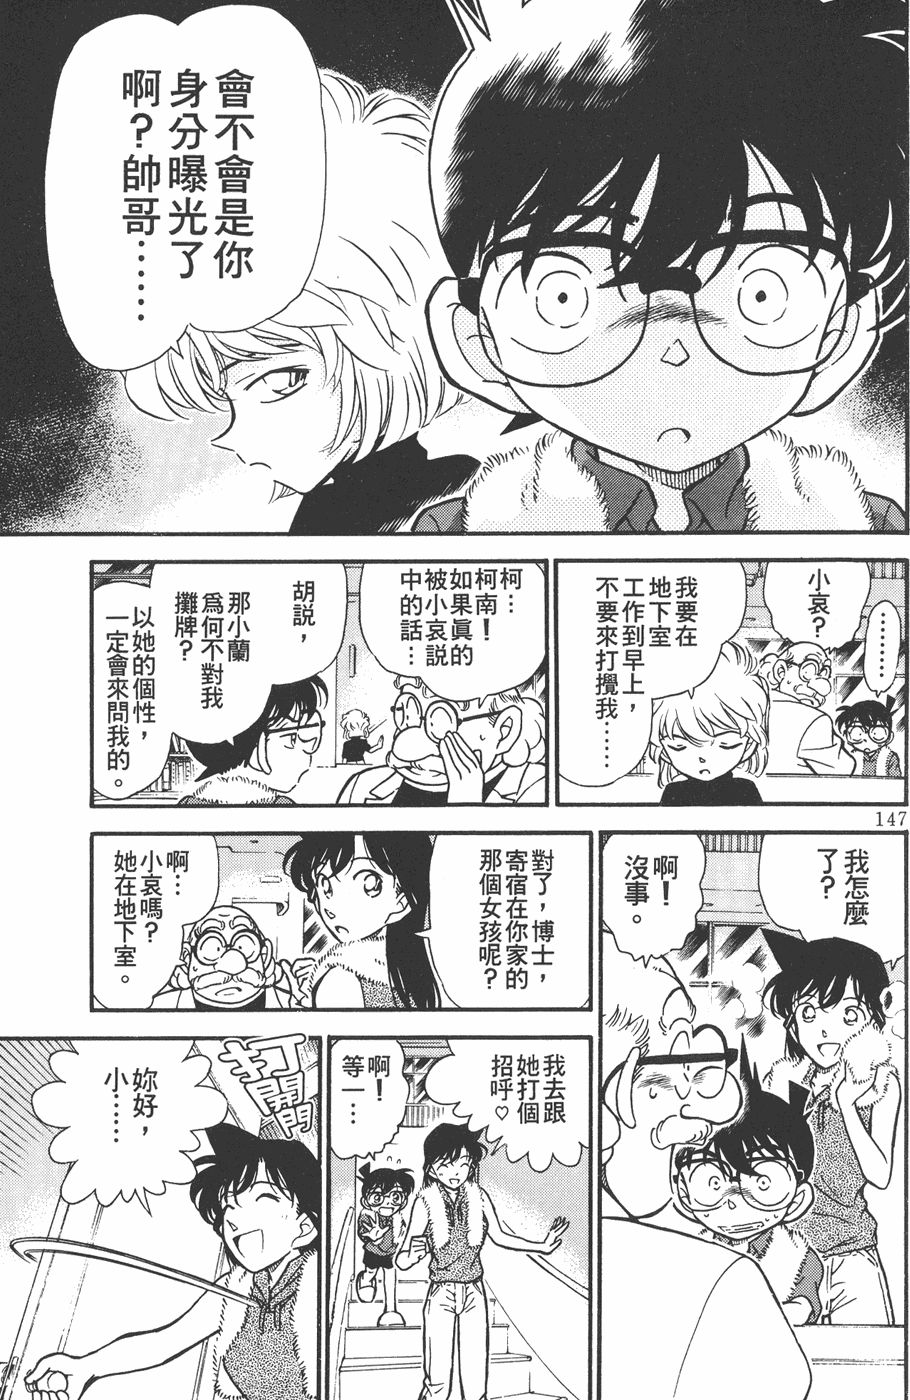 會不會是你
身分曝光了
啊？帥哥……
………
小哀？
我要在
地下室
工作到早上，
不要來打攪我……
柯…
柯南！
如果眞的
被小哀說
中的話…
胡說，
那小蘭
爲何不對我
攤牌？
以她的個性，
一定會來問我的。
147
我怎麼
了？
啊！
沒事。
對了，博士，
寄宿在你家的
那個女孩呢？
啊…
小哀嗎？
她在地下室。
我去跟
她打個
招呼♡
啊！
等一…
打開門
妳好，
小……